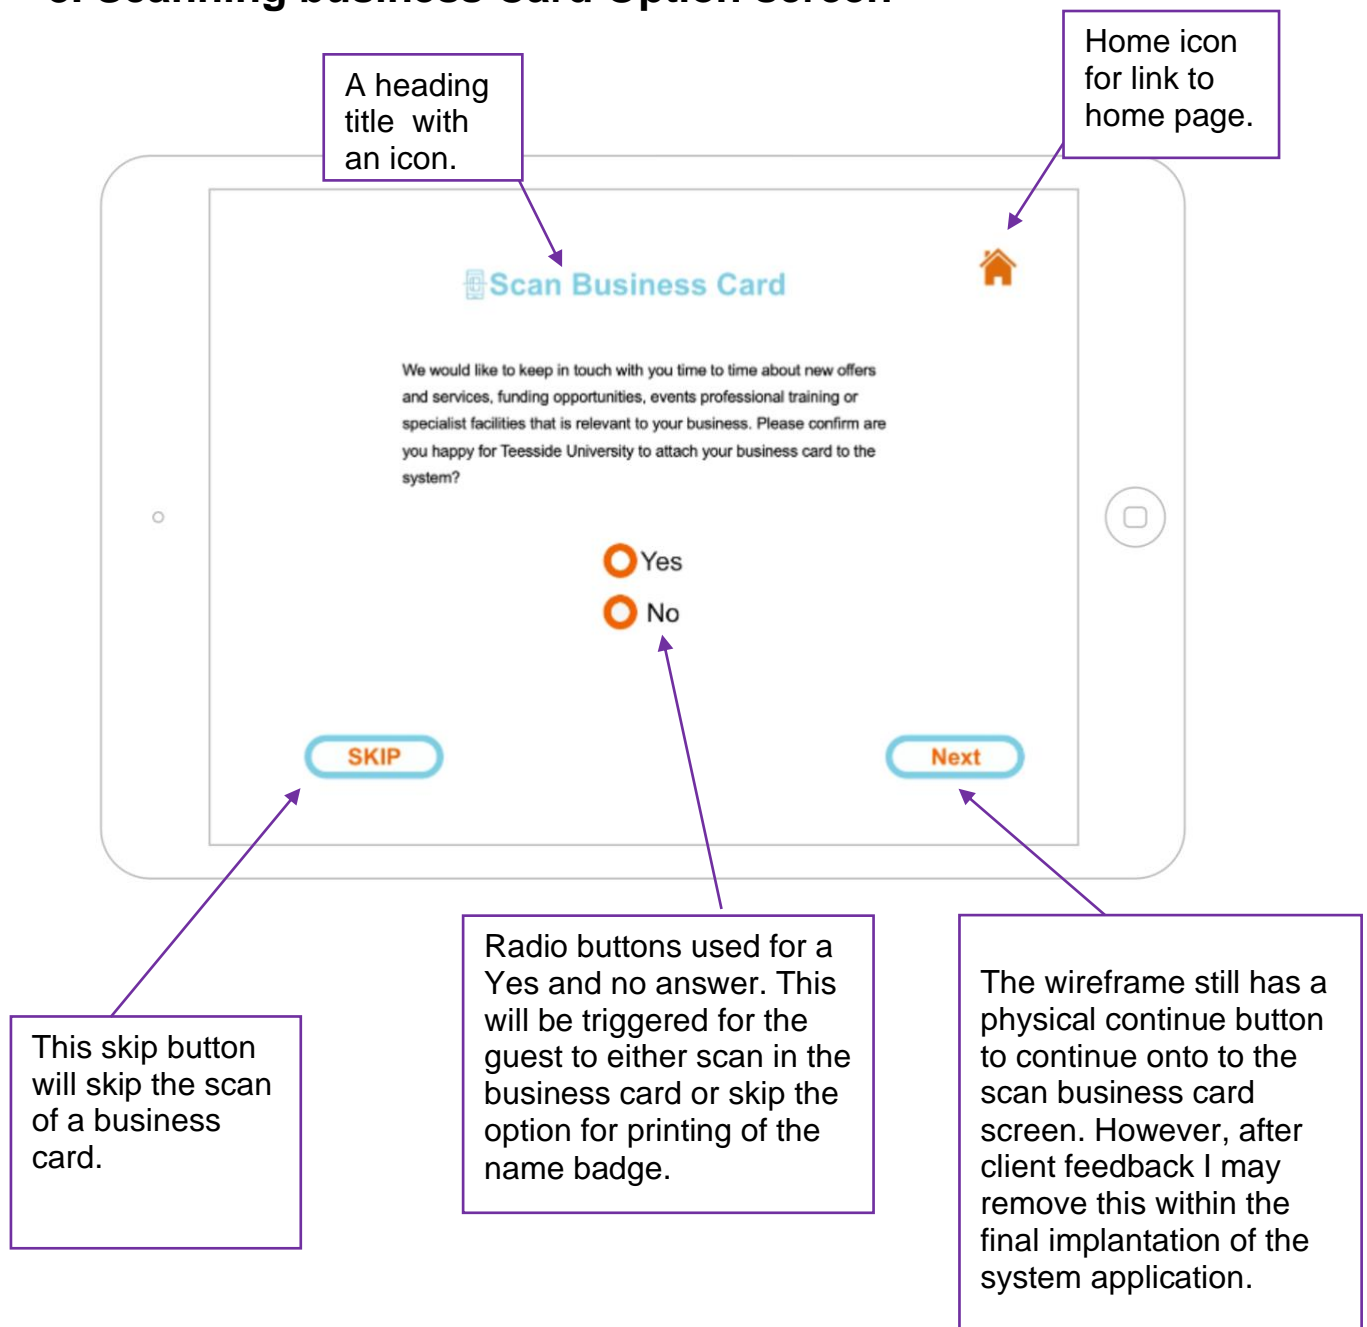 Scanning business Card Option screen
A heading
title with
an icon.
Home icon
for link to
home page.
Scan Business Card
We would like to keep in touch with you time to time about new offers
and services, funding opportunities, events professional training or
specialist facilities that is relevant to your business. Please confirm are
you happy for Teesside University to attach your business card to the
system?
Yes
No
SKIP
Next
This skip button
will skip the scan
of a business
card.
Radio buttons used for a
Yes and no answer. This
will be triggered for the
guest to either scan in the
business card or skip the
option for printing of the
name badge.
The wireframe still has a
physical continue button
to continue onto to the
scan business card
screen. However, after
client feedback I may
remove this within the
final implantation of the
system application.